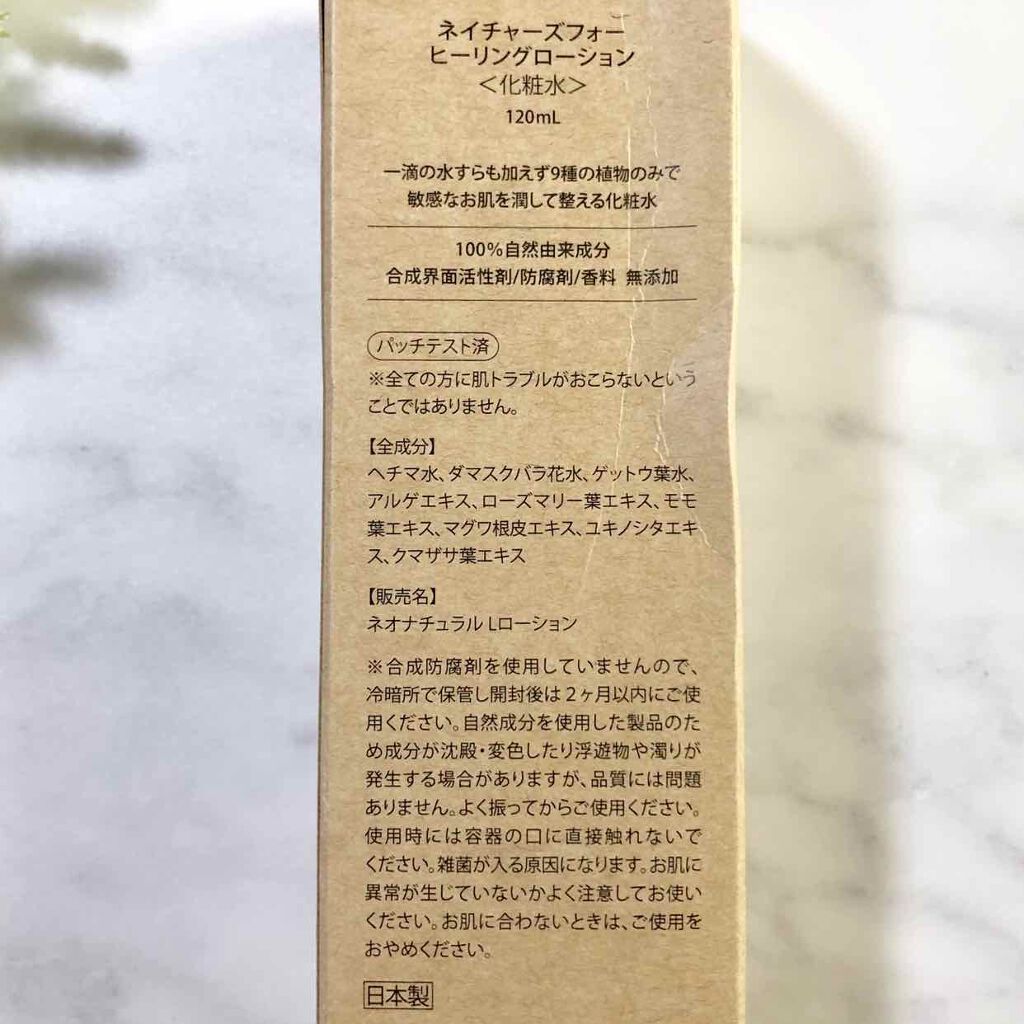 ネイチャーズフォー
ヒーリングローション
＜化粧水＞
120mL
一滴の水すらも加えず9種の植物のみで
敏感なお肌を潤して整える化粧水
100%自然由来成分
合成界面活性剤/防腐剤/香料 無添加
パッチテスト済
※全ての方に肌トラブルがおこらないという
ことではありません。
【全成分】
ヘチマ水、ダマスクバラ花水、ゲットウ葉水、
アルゲエキス、ローズマリー葉エキス、モモ
葉エキス、マグワ根皮エキス、ユキノシタエキ
ス、クマザサ葉エキス
【販売名】
ネオナチュラル Lローション
※合成防腐剤を使用していませんので、
冷暗所で保管し開封後は2ヶ月以内にご使
用ください。自然成分を使用した製品のた
め成分が沈殿・変色したり浮遊物や濁りが
発生する場合がありますが、品質には問題
ありません。よく振ってからご使用ください。
使用時には容器の口に直接触れないで
ください。雑菌が入る原因になります。お肌に
異常が生じていないかよく注意してお使い
ください。お肌に合わないときは、ご使用を
おやめください。
日本製